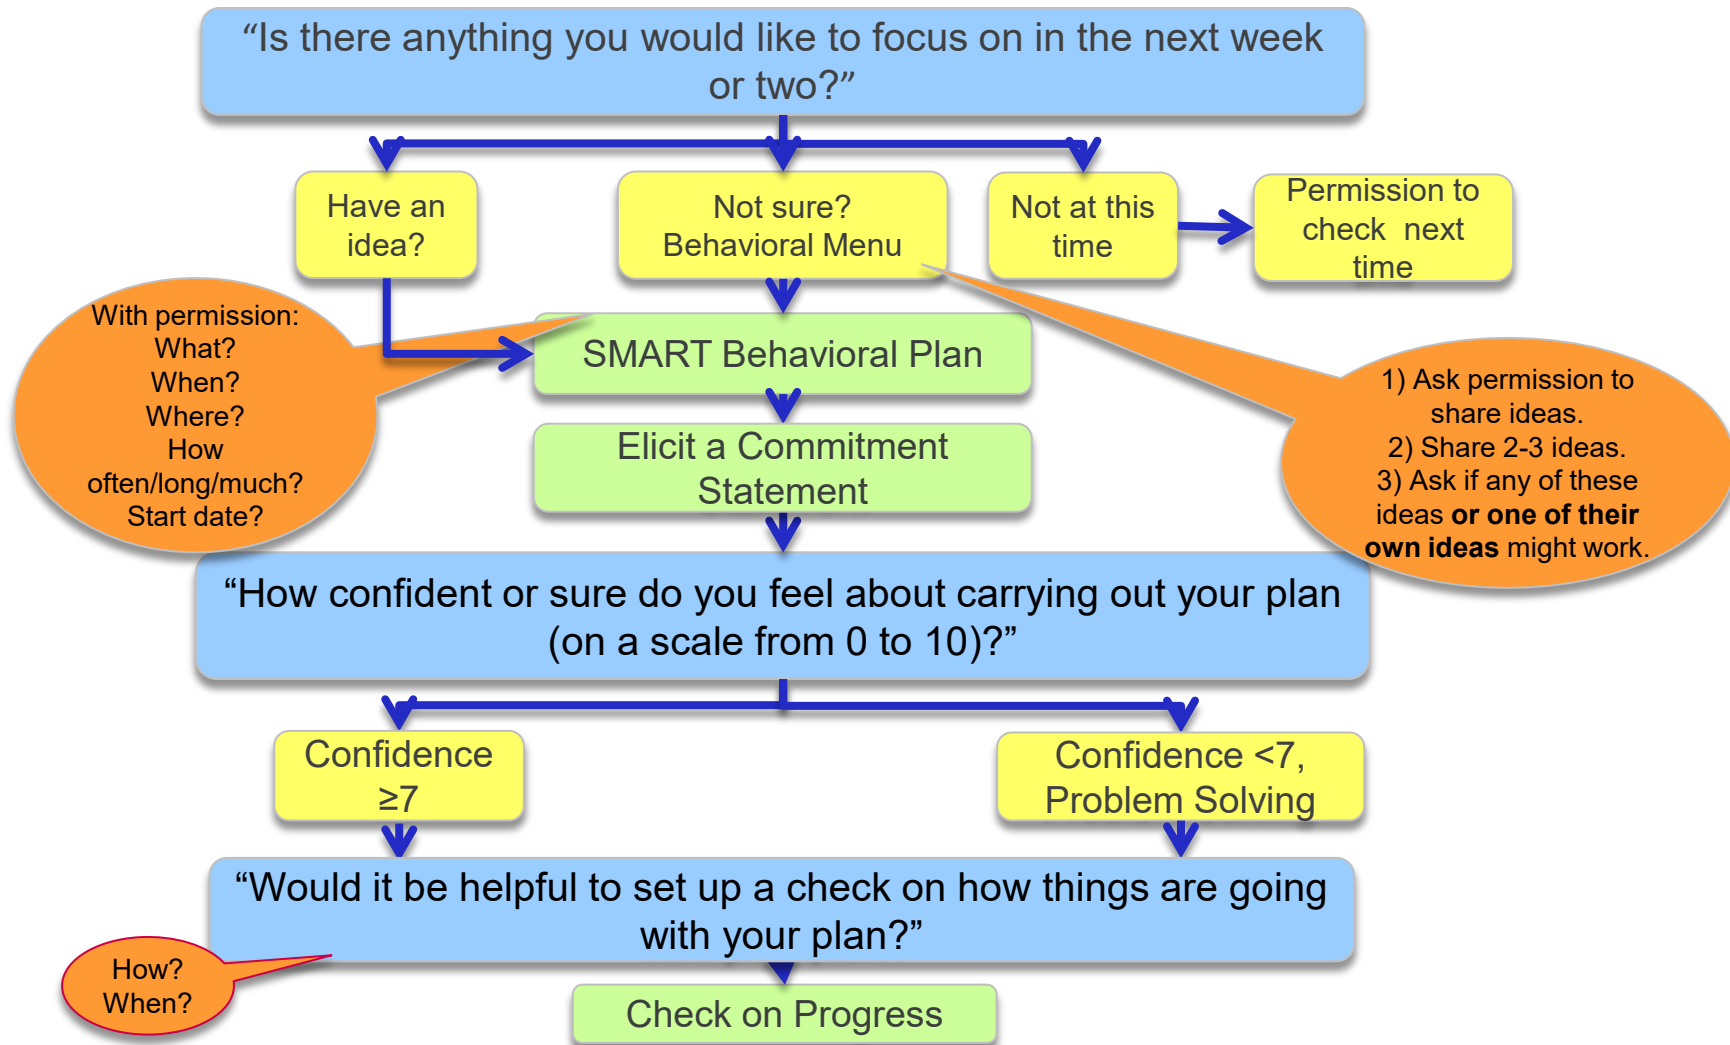 “Is there anything you would like to focus on in the next week
or two?”
Have an
idea?
Not sure?
Behavioral Menu
Not at this
time
Permission to
check next
time
With permission:
What?
When?
Where?
How
often/long/much?
Start date?
SMART Behavioral Plan
1) Ask permission to
share ideas.
2) Share 2-3 ideas.
3) Ask if any of these
ideas or one of their
own ideas might work.
Elicit a Commitment
Statement
“How confident or sure do you feel about carrying out your plan
(on a scale from 0 to 10)?”
Confidence
≥7
Confidence <7,
Problem Solving
“Would it be helpful to set up a check on how things are going
with your plan?”
How?
When?
Check on Progress